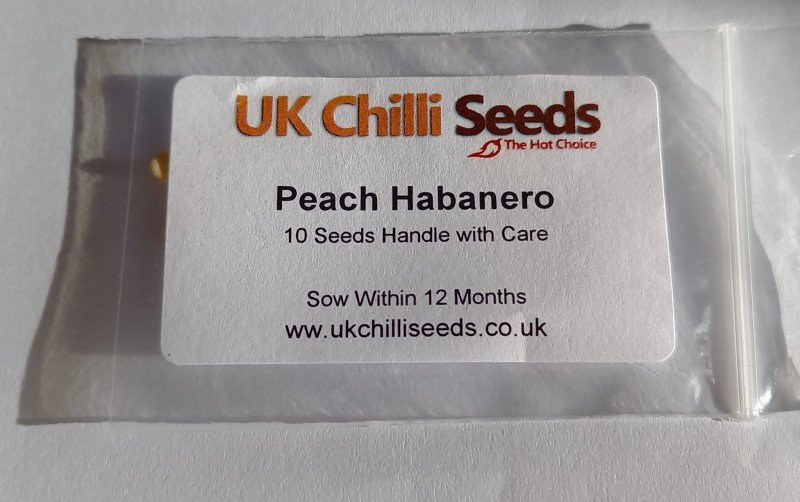 UK Chilli Seeds
The Hot Choice
Peach Habanero
10 Seeds Handle with Care
Sow Within 12 Months
ww.ukchilliseeds.co.uk